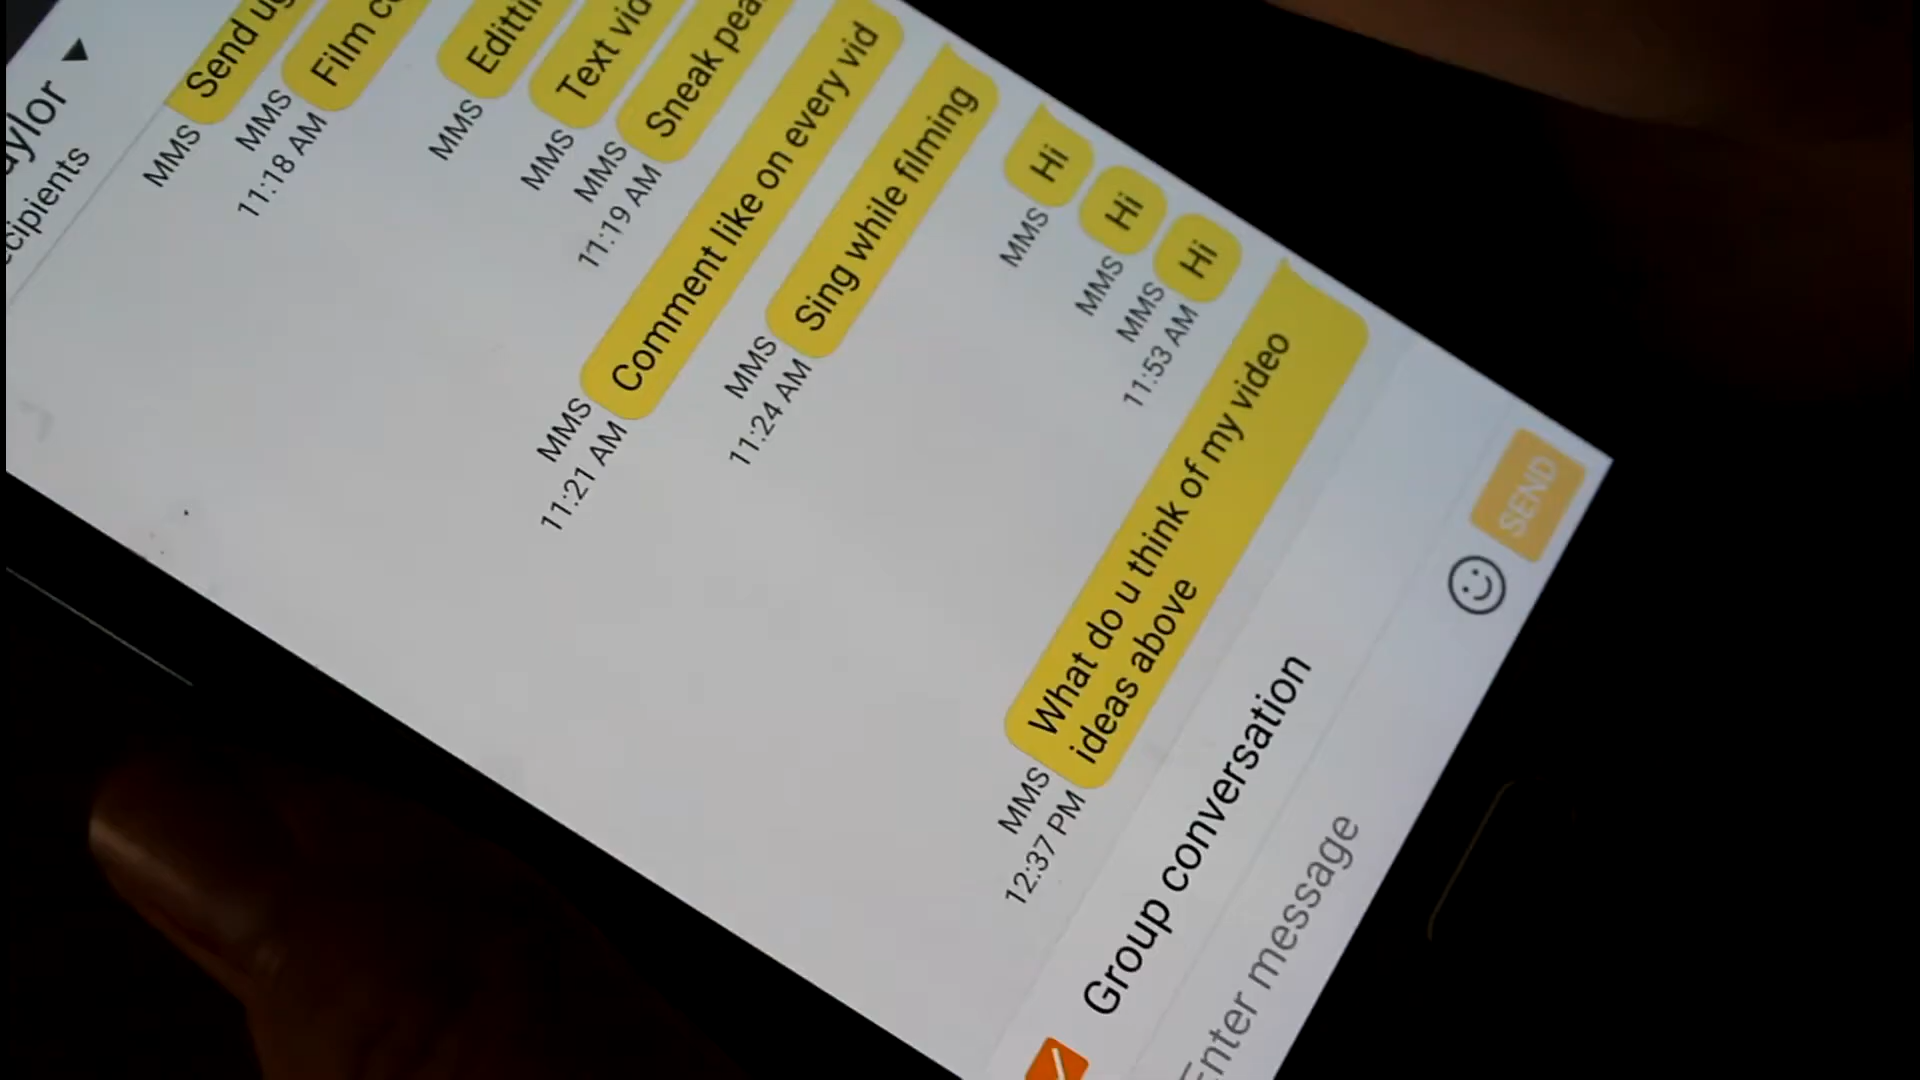 ecipients
Send
MMS
Film
MMS
11:18 AM
MMS
Text vid
MMS
Sneak
MMS
11:19 AM
Comment like on every vid
MMS
11:21 AM
Sing while filming
MMS
11:24 AM
Hi
MMS
Hi
MMS
Hi
MMS
11:53 AM
What do u think of my video
ideas above
MMS
12:37 PM
Group conversation
Enter message
SEND